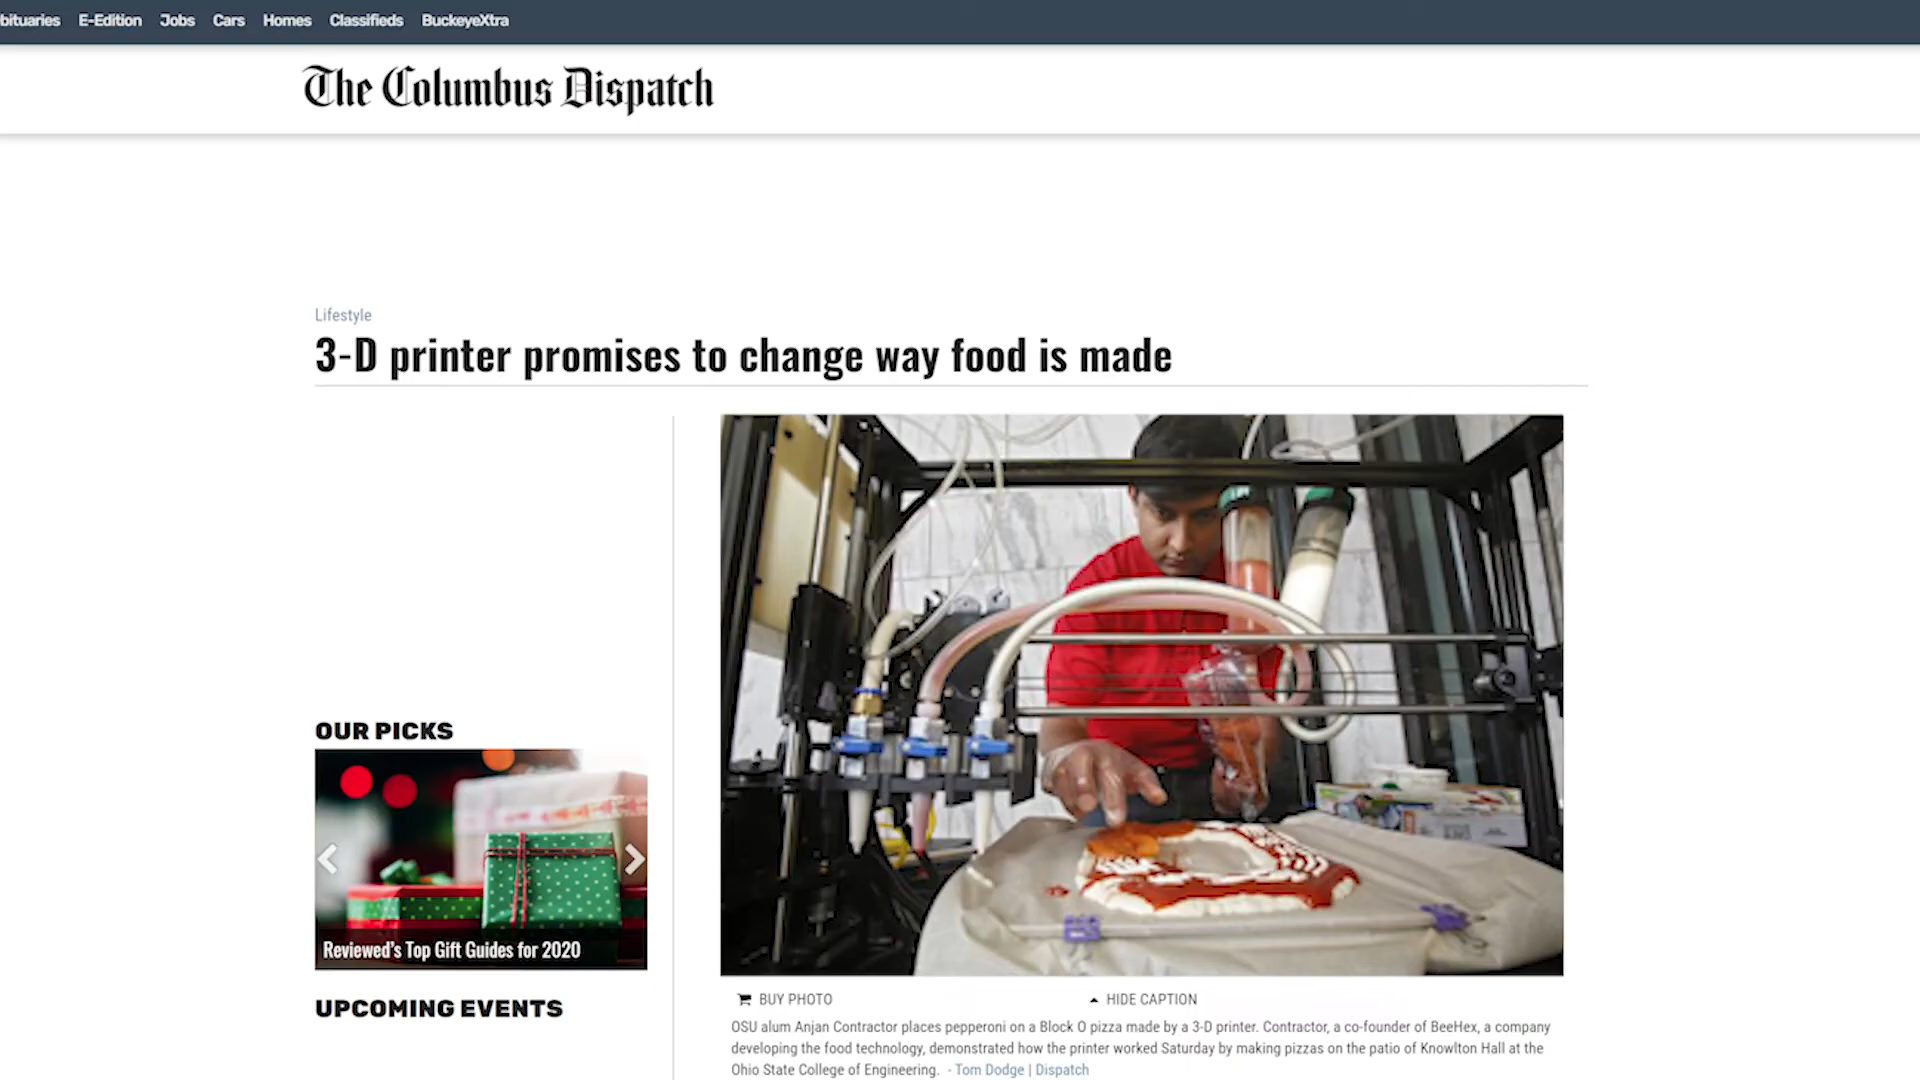 bituaries E-Edition Jobs Cars Homes Classifieds BuckeyeXtra
The Columbus Dispatch
Lifestyle
3-D printer promises to change way food is made
OUR PICKS
Reviewed's Top Gift Guides for 2020
UPCOMING EVENTS
BUY PHOTO HIDE CAPTION
OSU alum Anjan Contractor places pepperoni on a Block O pizza made by a 3-D printer. Contractor, a co-founder of BeeHex, a company
developing the food technology, demonstrated how the printer worked Saturday by making pizzas on the patio of Knowlton Hall at the
Ohio State College of Engineering. - Tom Dodge | Dispatch